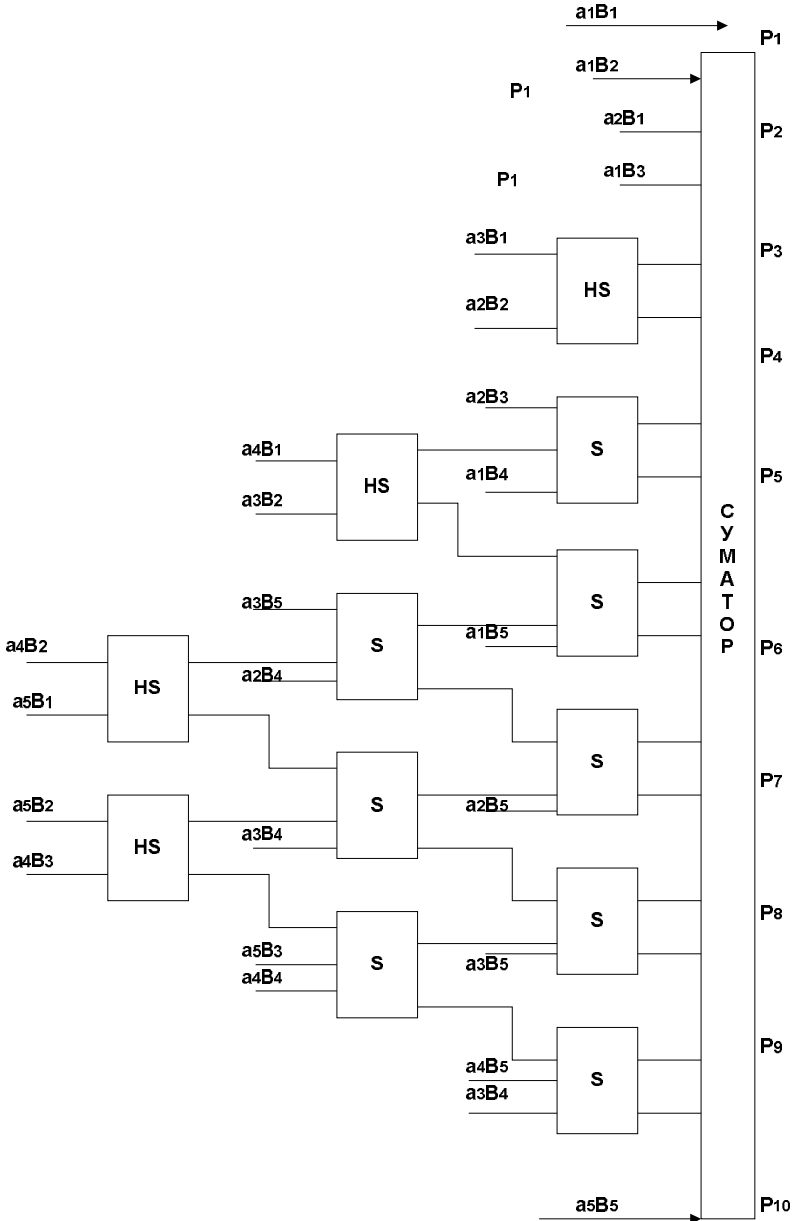 a1B1
P1
a1B2
P1
a2B1
P2
P1
a1B3
a3B1
P3
HS
a2B2
P4
a2B3
a4B1
S
a1B4
P5
HS
a3B2
СУМАТОР
a3B5
S
a1B5
P6
a4B2
S
a2B4
HS
a5B1
S
P7
a5B2
S
a2B5
a3B4
HS
a4B3
P8
S
a5B3
S
a3B5
a4B4
P9
a4B5
S
a3B4
a5B5
P10